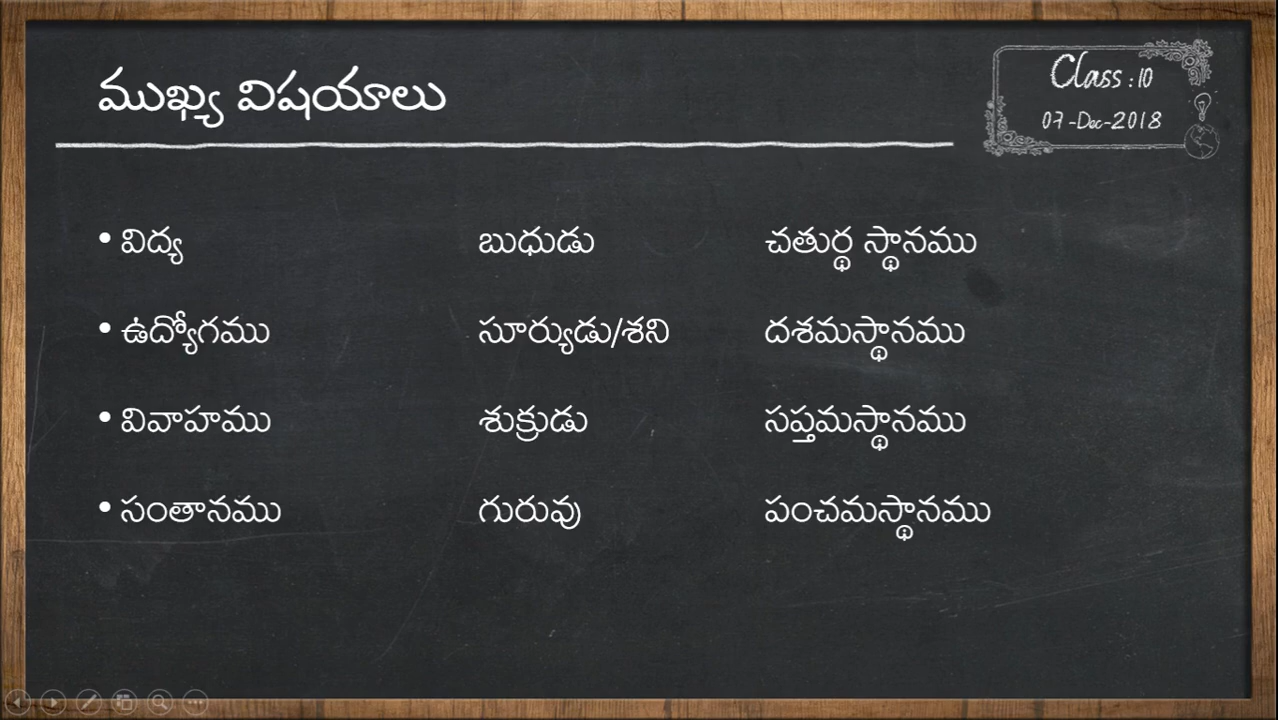 ముఖ్య విషయాలు
Class : 10
07-Dec-2018
• విద్య బుధుడు చతుర్థ స్థానము
• ఉద్యోగము సూర్యుడు/శని దశమస్థానము
• వివాహము శుక్రుడు సప్తమస్థానము
• సంతానము గురువు పంచమస్థానము